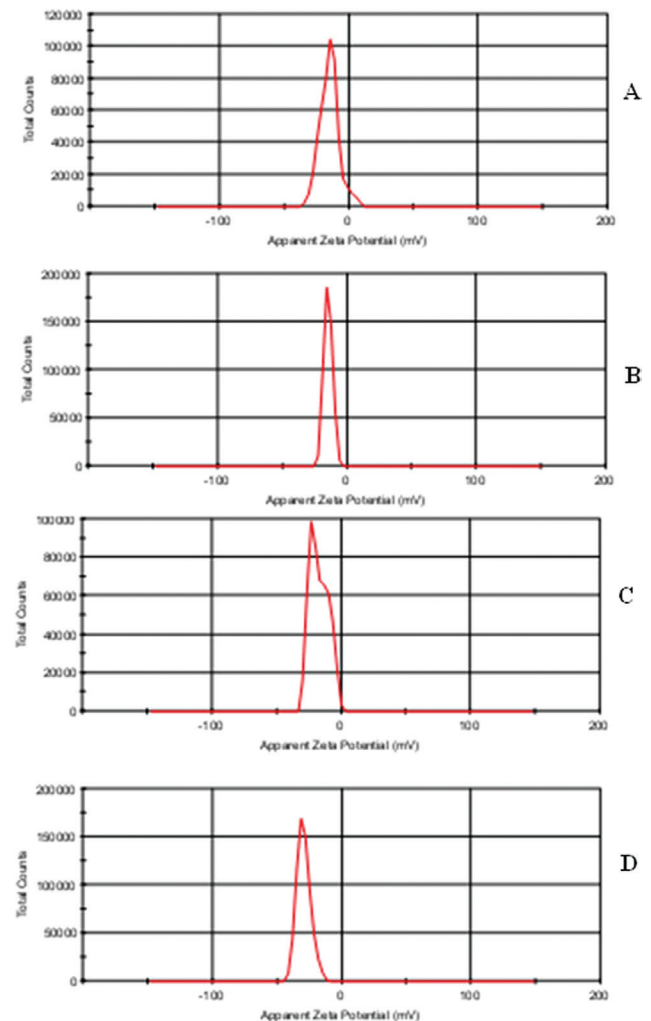 120000
100000
80000
60000
40000
20000
0
Total Counts
-100 0 100 200
Apparent Zeta Potential (mV)
A
200000
150000
100000
50000
0
Total Counts
-100 0 100 200
Apparent Zeta Potential (mV)
B
100000
80000
60000
40000
20000
0
Total Counts
-100 0 100 200
Apparent Zeta Potential (mV)
C
200000
150000
100000
50000
0
Total Counts
-100 0 100 200
Apparent Zeta Potential (mV)
D